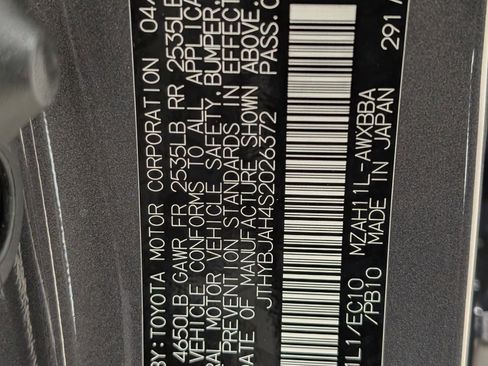 BY:TOYOTA MOTOR CORPORATION 04/
4650LB GAWR FR 2535LB RR 2535LB
VEHICLE CONFORMS TO ALL APPLICA
RAL MOTOR VEHICLE SAFETY,BUMPER,
PREVENTION STANDARDS IN EFFECT
DATE OF MANUFACTURE SHOWN ABOVE.
JTHYBJAH4S2026372 PASS.C
1L1/EC10 MZAH11L-AWXBBA
/PB10 MADE IN JAPAN 291